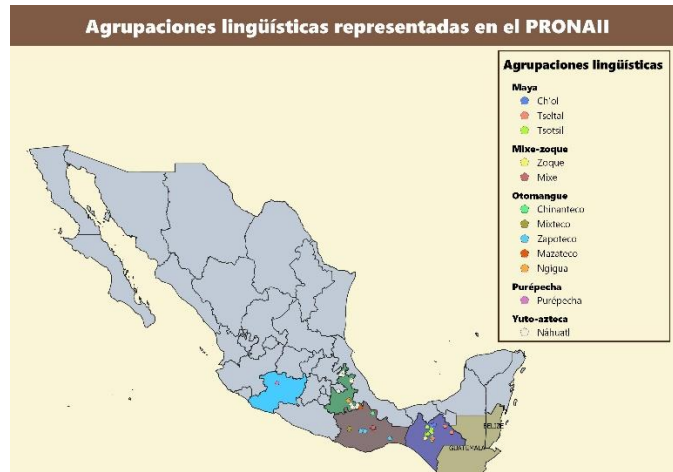 Agrupaciones lingüísticas representadas en el PRONAII
Agrupaciones lingüísticas
Maya
Ch'ol
Tseltal
Tsotsil
Mixe-zoque
Zoque
Mixe
Otomangue
Chinanteco
Mixteco
Zapoteco
Mazateco
Ngigua
Purépecha
Purépecha
Yuto-azteca
Náhuatl
BELIZE
GUATEMALA